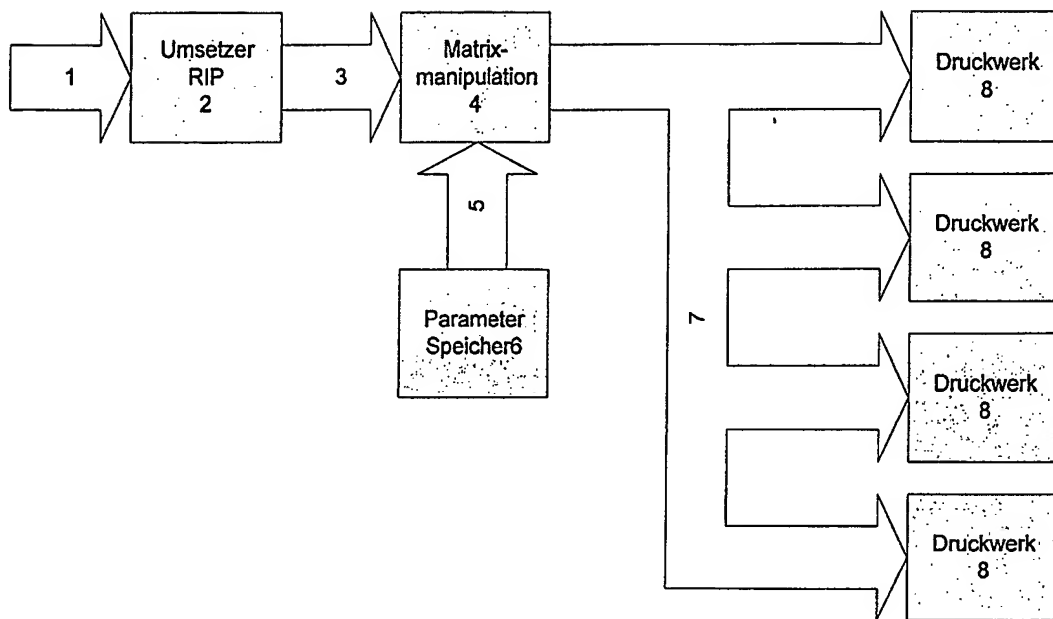 1
Umsetzer
RIP
2
3
Matrix-
manipulation
4
5
Parameter
Speicher6
7
Druckwerk
8
Druckwerk
8
Druckwerk
8
Druckwerk
8